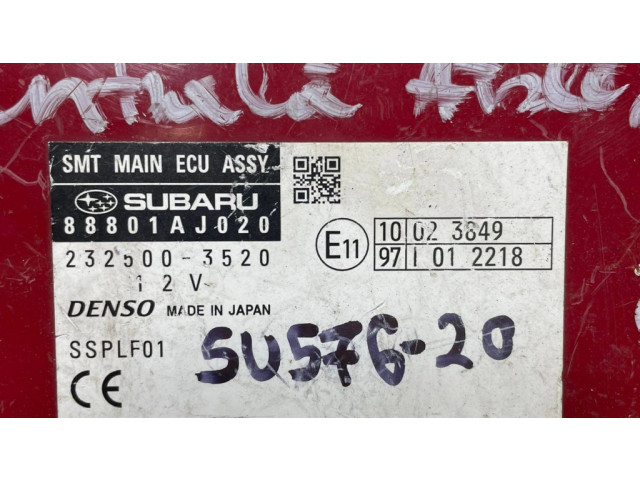 SMT MAIN ECU ASSY
SUBARU
88801AJ020
232500-3520
12V
DENSO MADE IN JAPAN
SSPLF01
CE
E11
10 02 3849
97 I 01 2218
SU576-20